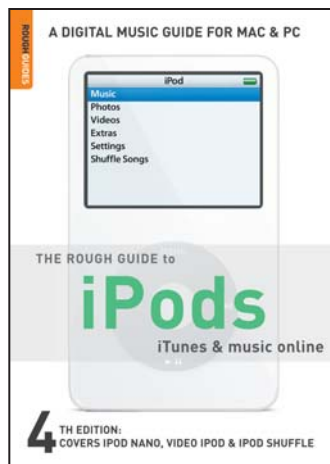 ROUGH GUIDES
A DIGITAL MUSIC GUIDE FOR MAC & PC
iPod
Music
Photos
Videos
Extras
Settings
Shuffle Songs
THE ROUGH GUIDE to
iPods
iTunes & music online
4TH EDITION:
COVERS IPOD NANO, VIDEO IPOD & IPOD SHUFFLE